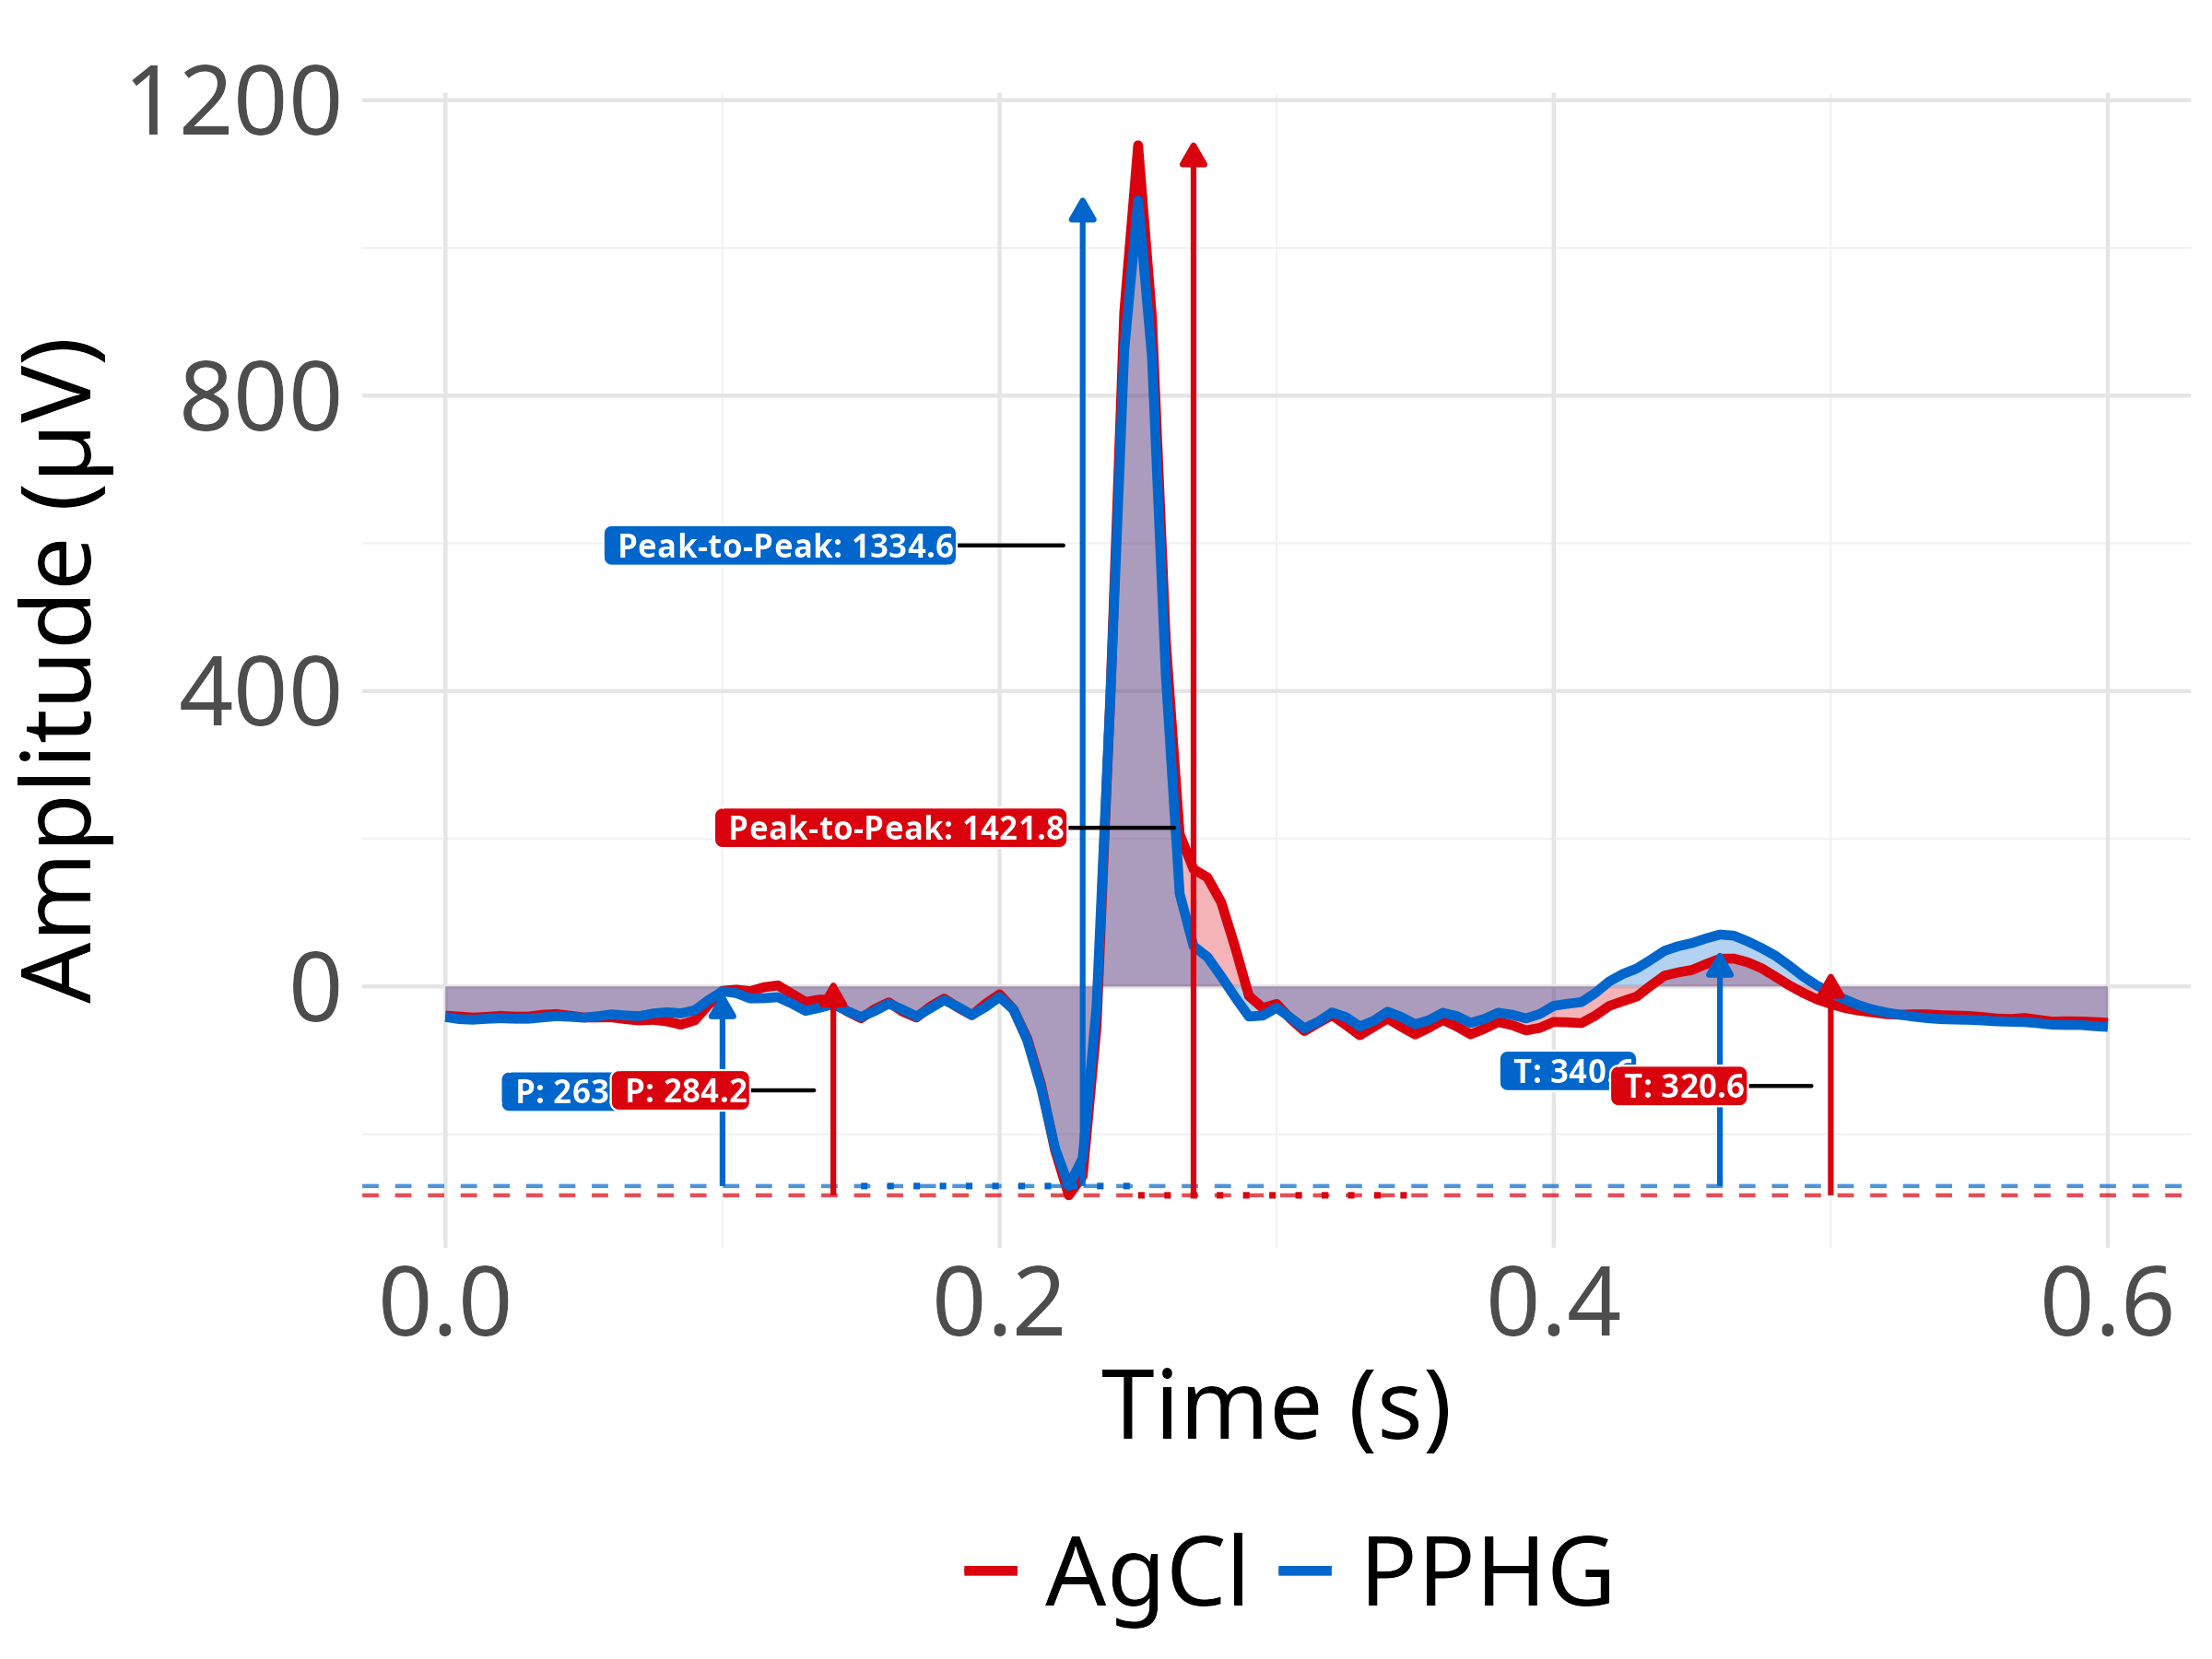 1200
800
400
0
Amplitude (µV)
Peak-to-Peak: 1334.6
Peak-to-Peak: 1421.8
P: 263
P: 284.2
T: 340.
T: 320.6
0.0 0.2 0.4 0.6
Time (s)
AgCl PPHG